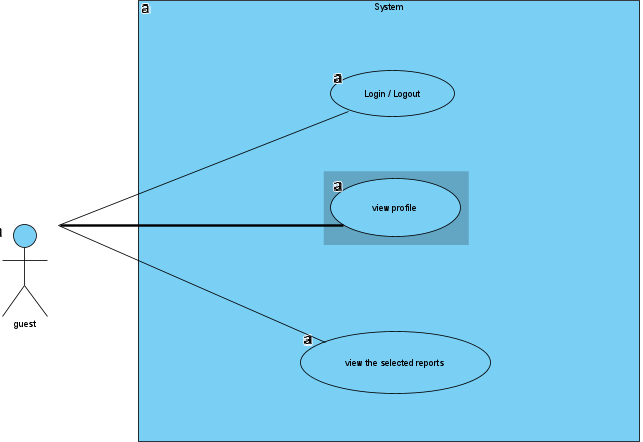 a
System
a
Login / Logout
a
view profile
guest
a
view the selected reports